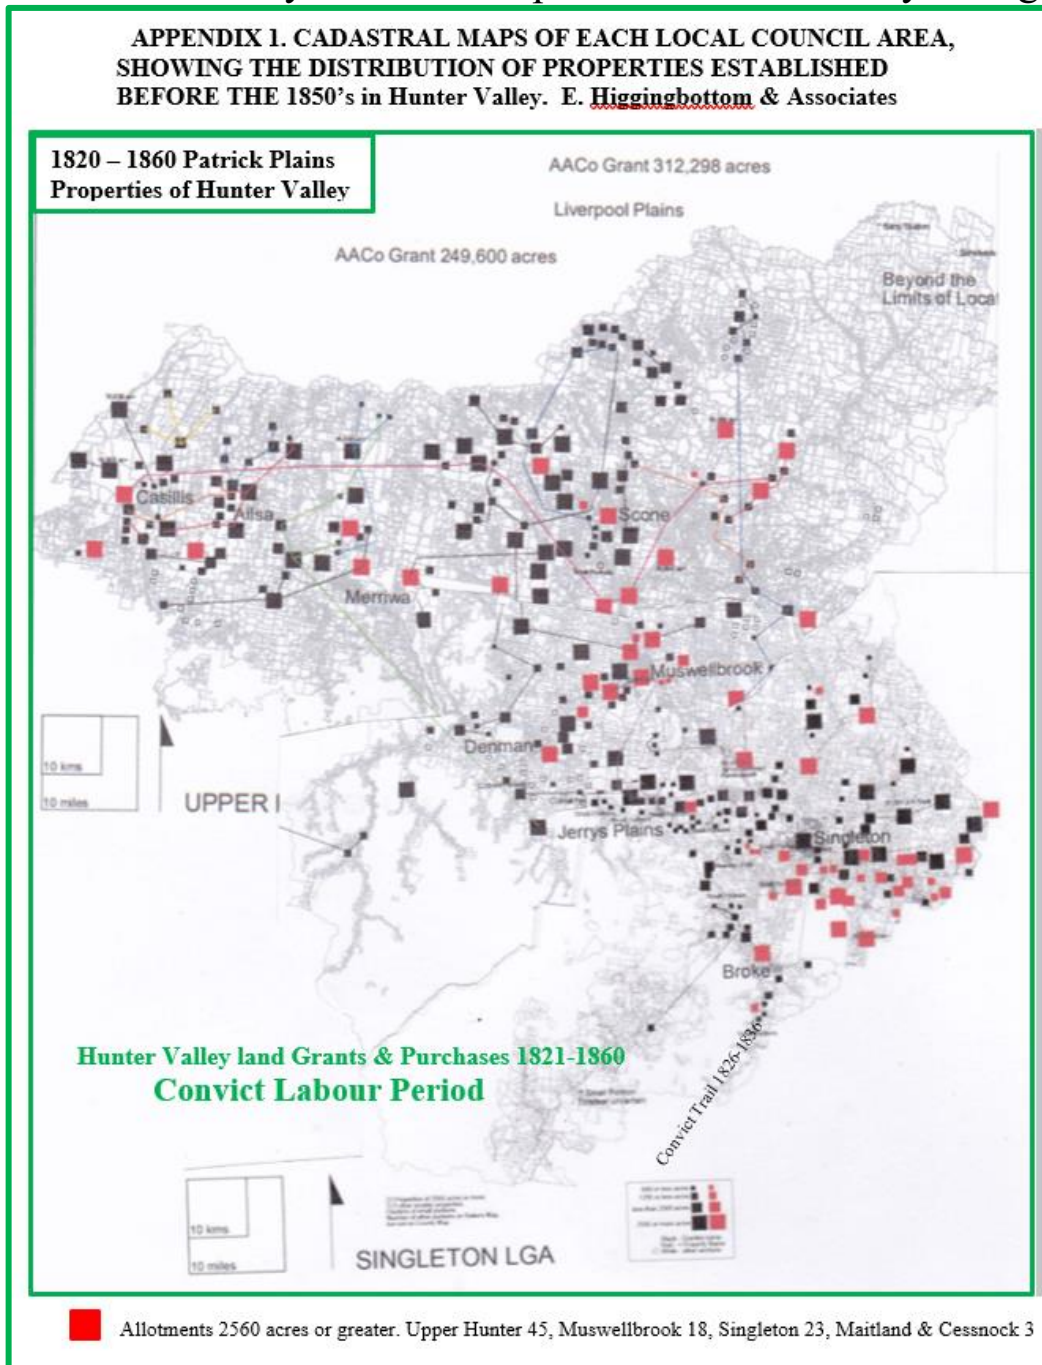 APPENDIX 1. CADASTRAL MAPS OF EACH LOCAL COUNCIL AREA,
SHOWING THE DISTRIBUTION OF PROPERTIES ESTABLISHED
BEFORE THE 1850's in Hunter Valley. E. Higgingbottom & Associates
1820 – 1860 Patrick Plains
Properties of Hunter Valley
AACo Grant 312,298 acres
Liverpool Plains
AACo Grant 249,600 acres
Beyond the
Limits of Locat
Casillis
Ailsa
Scone
Merriwa
Muswellbrook
Denman
10 kms
10 miles
UPPER
Jerrys Plains
Singleton
Broke
Hunter Valley land Grants & Purchases 1821-1860
Convict Labour Period
Convict Trail 1826-1836
10 kms
10 miles
SINGLETON LGA
Allotments 2560 acres or greater. Upper Hunter 45, Muswellbrook 18, Singleton 23, Maitland & Cessnock 3